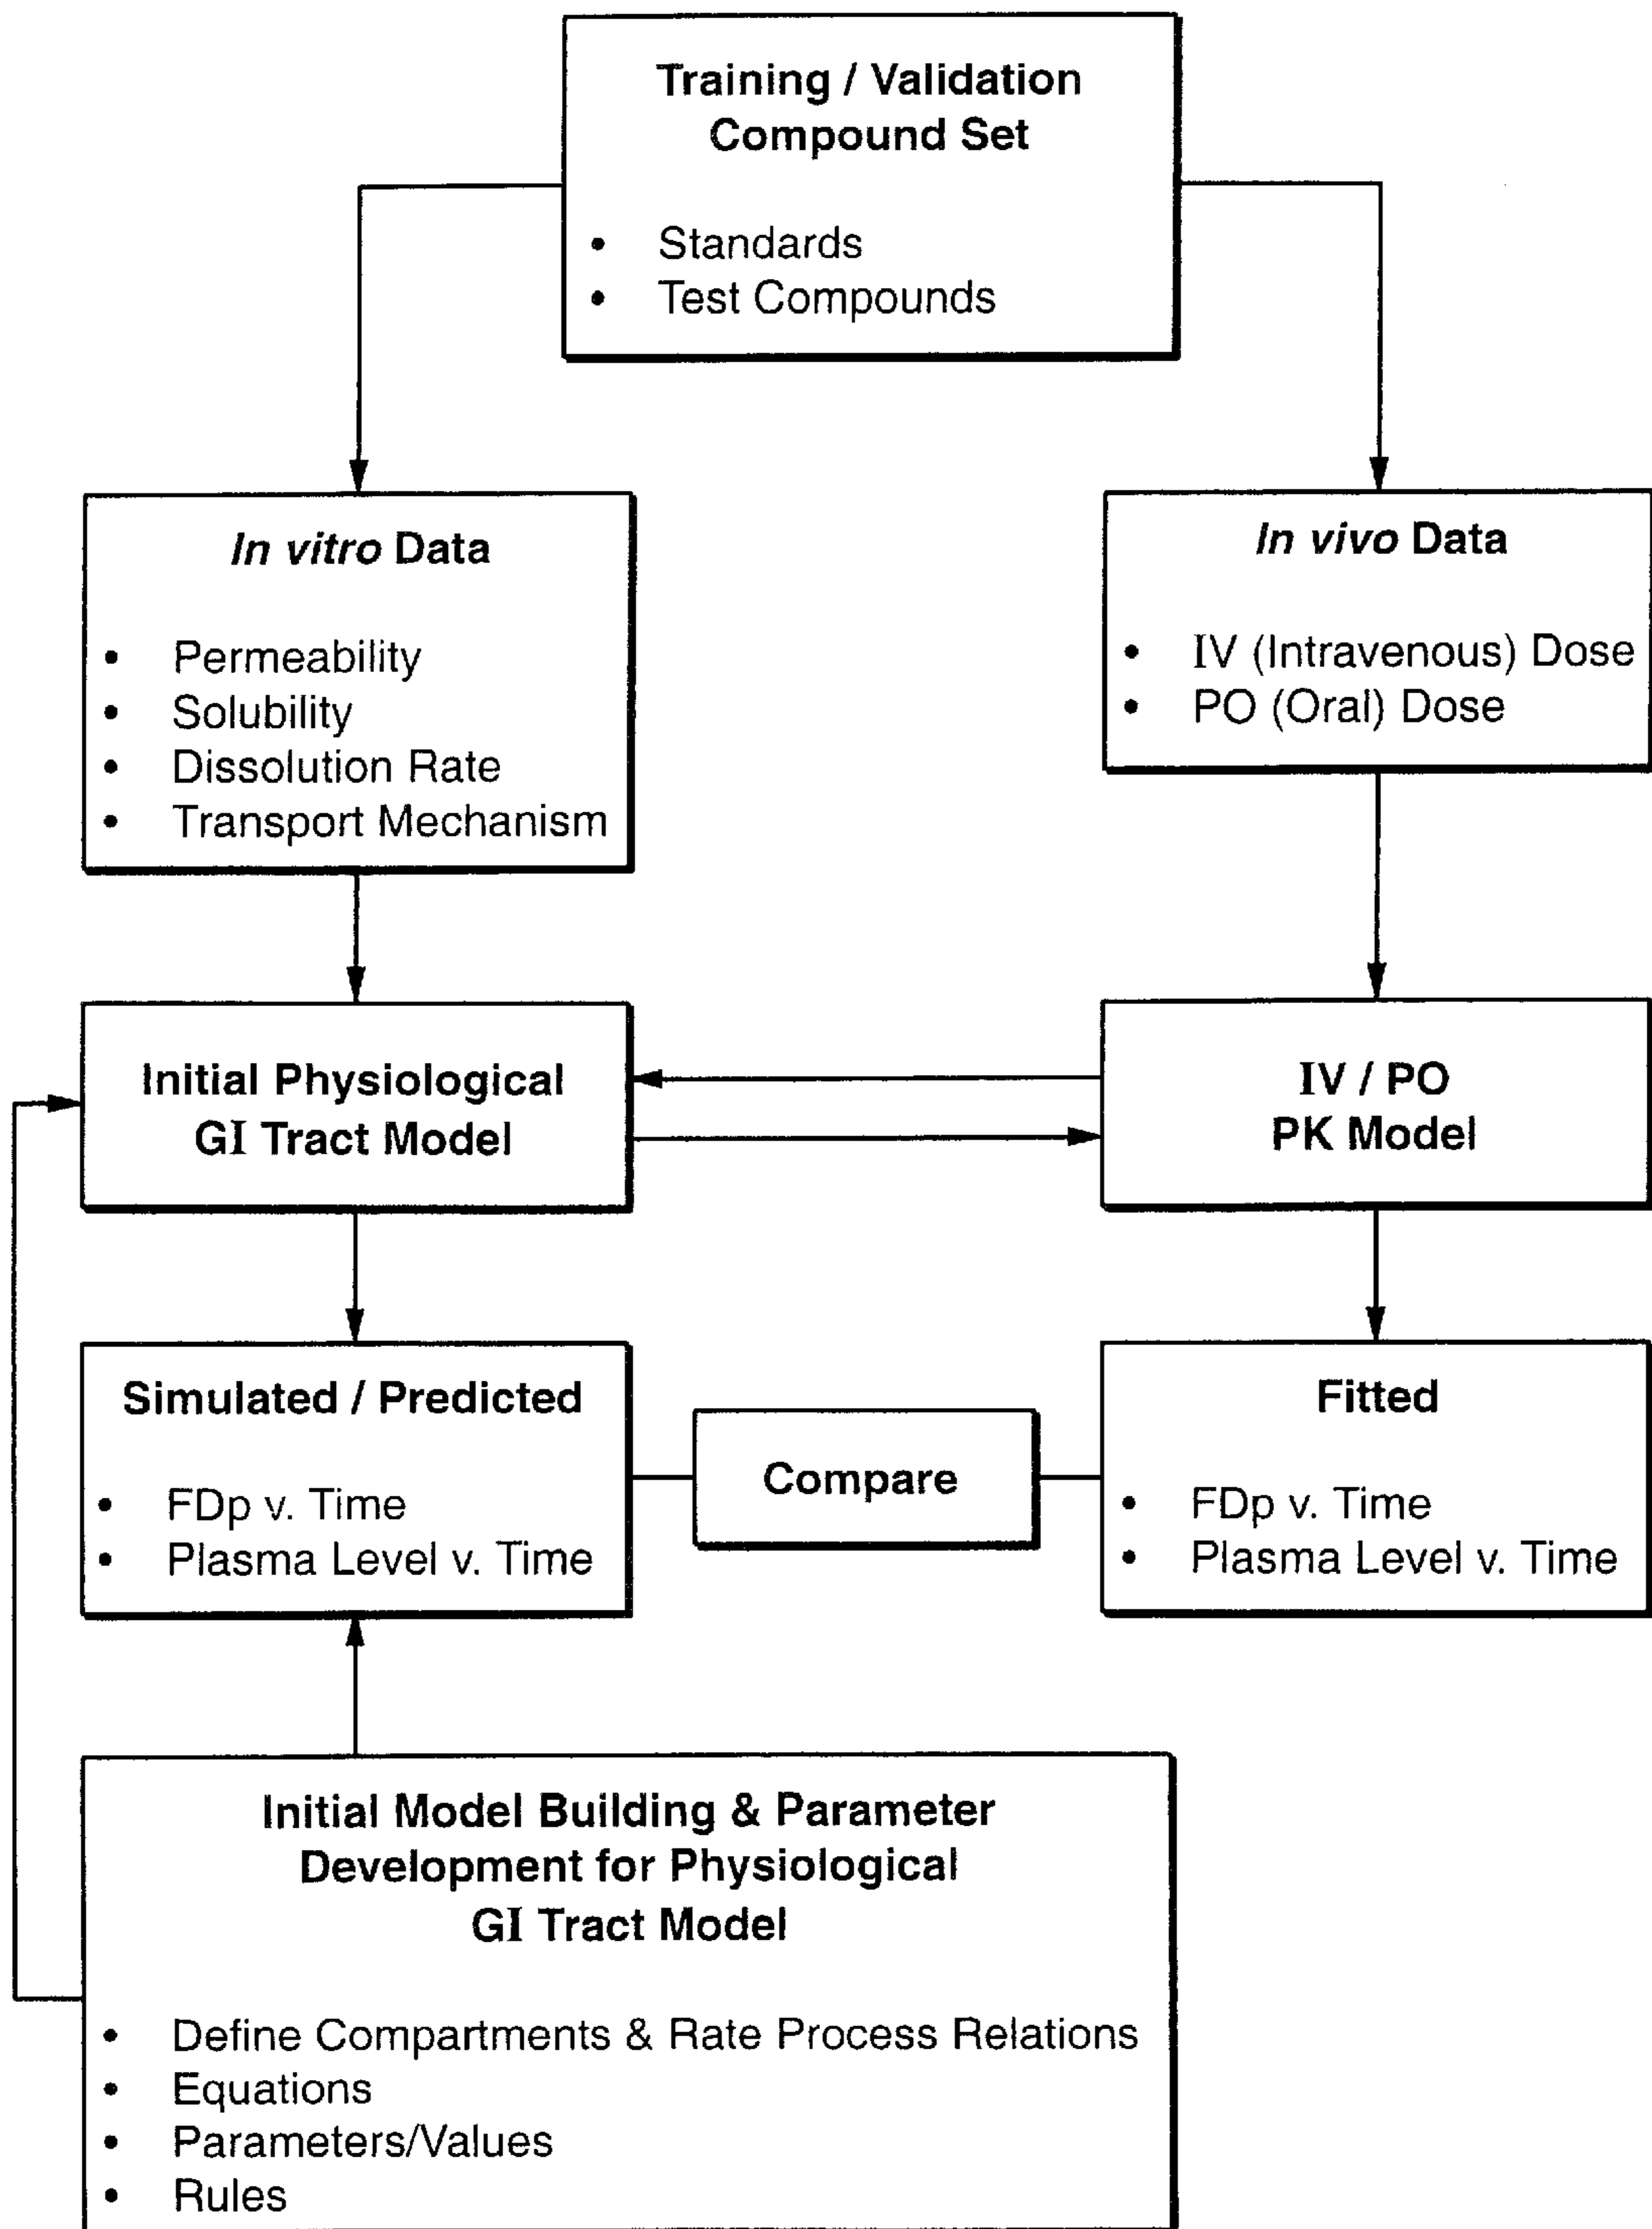 Training / Validation
Compound Set
• Standards
• Test Compounds
In vitro Data
• Permeability
• Solubility
• Dissolution Rate
• Transport Mechanism
In vivo Data
• IV (Intravenous) Dose
• PO (Oral) Dose
Initial Physiological
GI Tract Model
IV / PO
PK Model
Simulated / Predicted
• FDp v. Time
• Plasma Level v. Time
Compare
Fitted
• FDp v. Time
• Plasma Level v. Time
Initial Model Building & Parameter
Development for Physiological
GI Tract Model
• Define Compartments & Rate Process Relations
• Equations
• Parameters/Values
• Rules